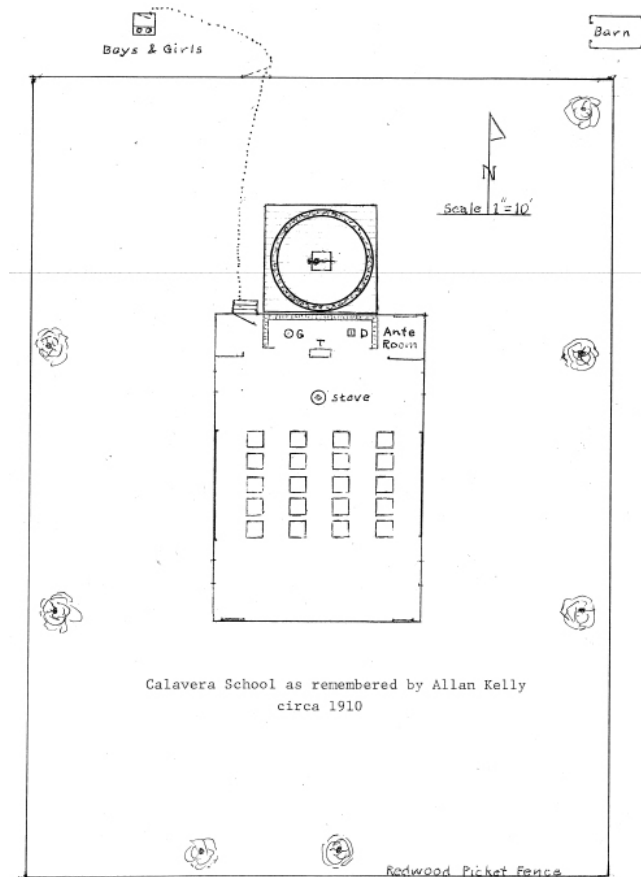 Boys & Girls
Barn
N
Scale 1"=10'
G
D
T
Ante
Room
stove
Calavera School as remembered by Allan Kelly
circa 1910
Redwood Picket Fence